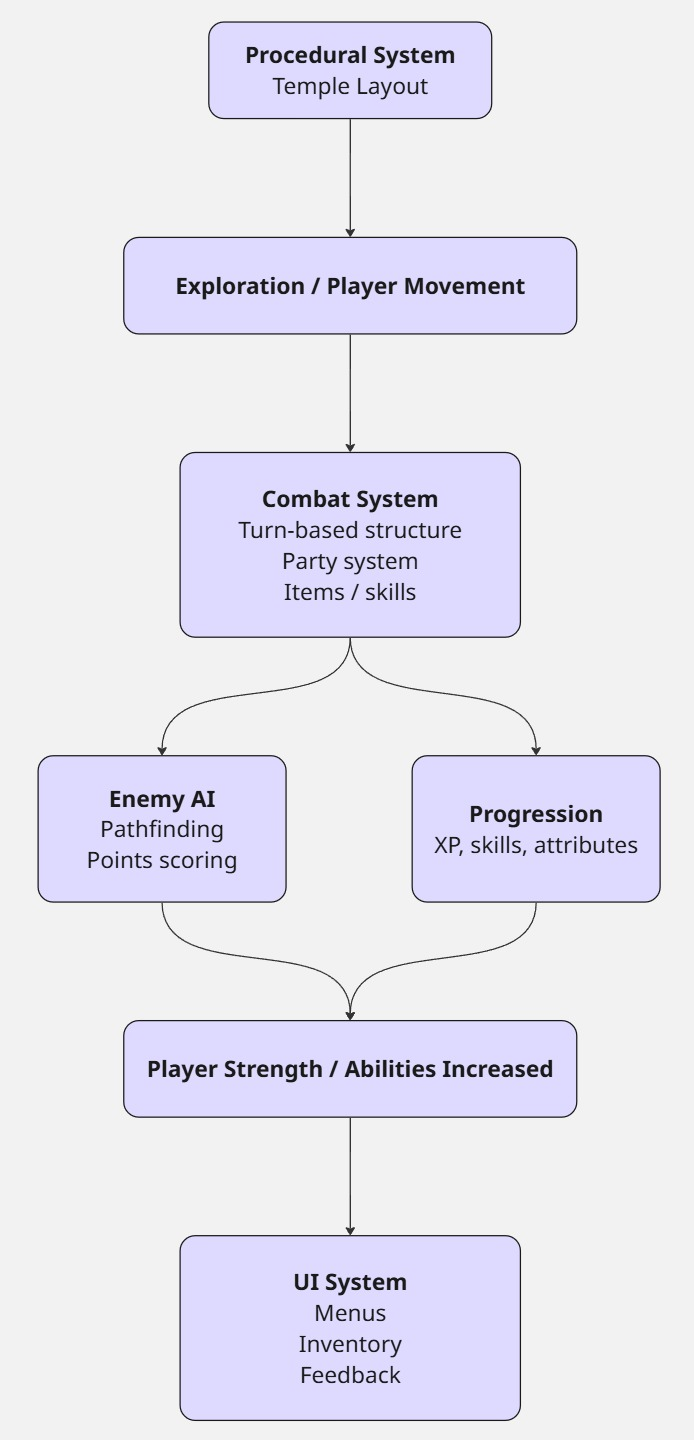 Procedural System
Temple Layout
Exploration / Player Movement
Combat System
Turn-based structure
Party system
Items / skills
Enemy AI
Pathfinding
Points scoring
Progression
XP, skills, attributes
Player Strength / Abilities Increased
UI System
Menus
Inventory
Feedback